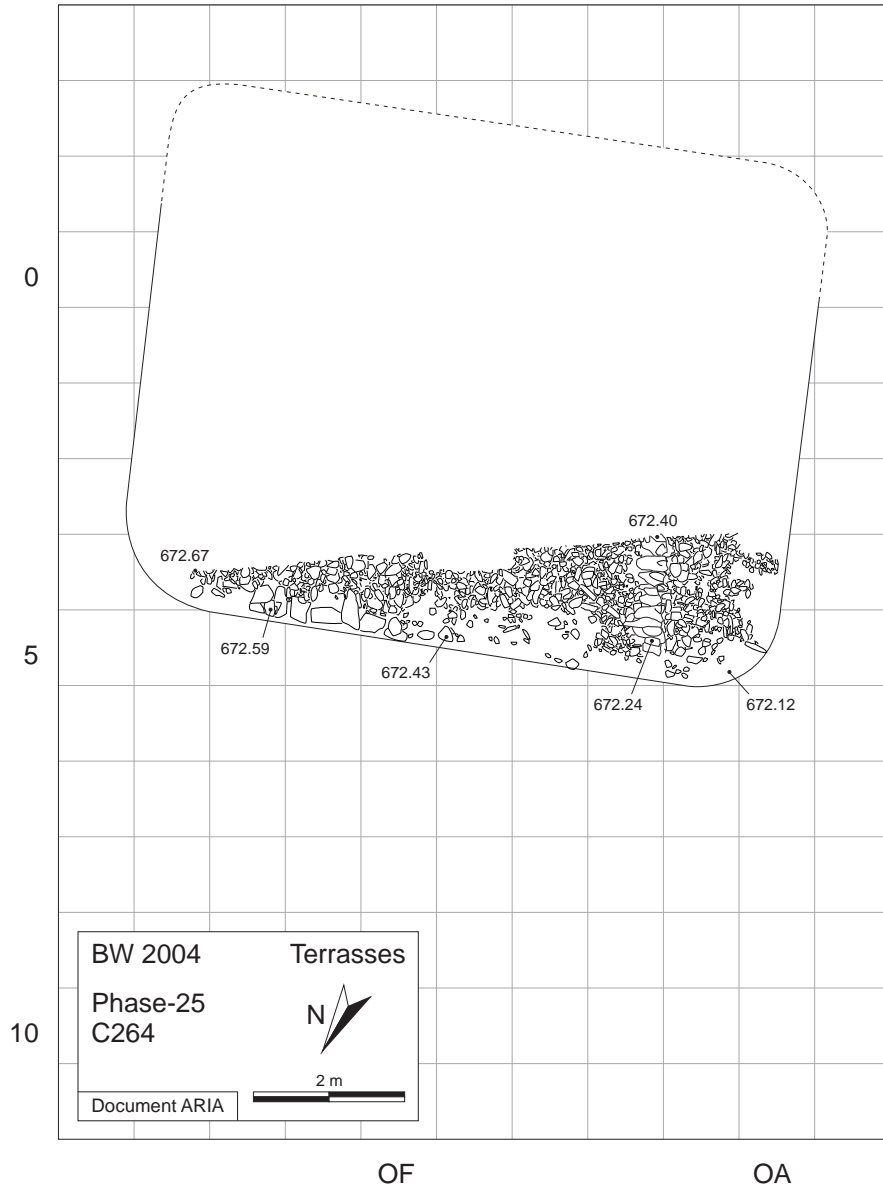 0
672.40
672.67
672.59
5
672.43
672.24
672.12
BW 2004 Terrasses
Phase-25
C264
N
10
2 m
Document ARIA
OF OA